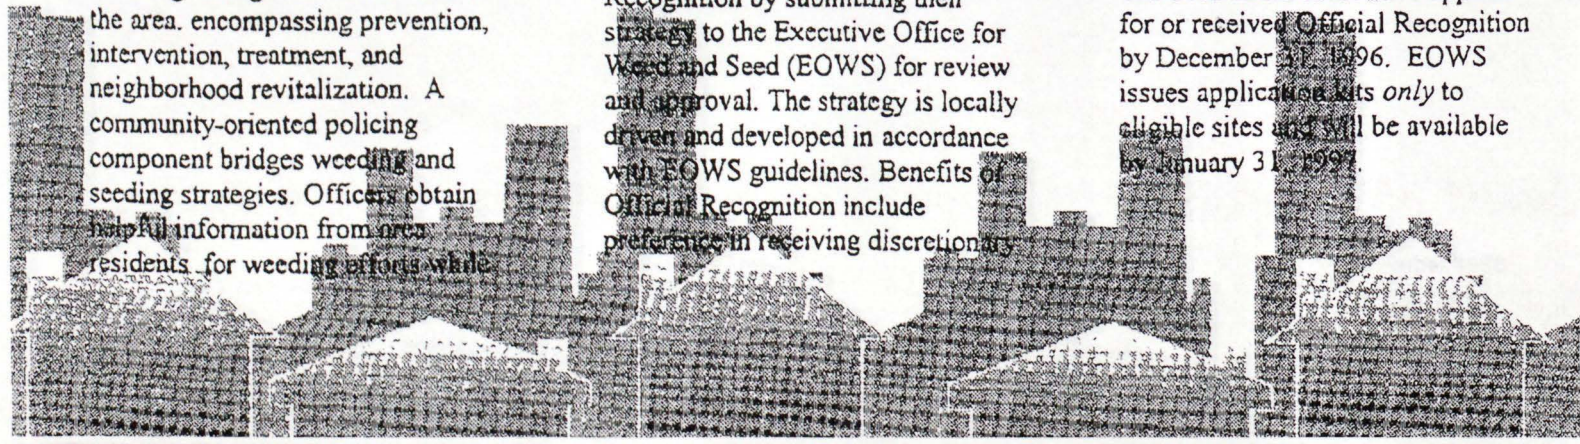 the area. encompassing prevention,
intervention, treatment, and
neighborhood revitalization. A
community-oriented policing
component bridges weeding and
seeding strategies. Officers obtain
helpful information from area
residents for weeding efforts while
Recognition by submitting their
strategy to the Executive Office for
Weed and Seed (EOWS) for review
and approval. The strategy is locally
driven and developed in accordance
with EOWS guidelines. Benefits of
Official Recognition include
preference in receiving discretionary
for or received Official Recognition
by December 31, 1996. EOWS
issues application kits only to
eligible sites and will be available
by January 31, 1997.